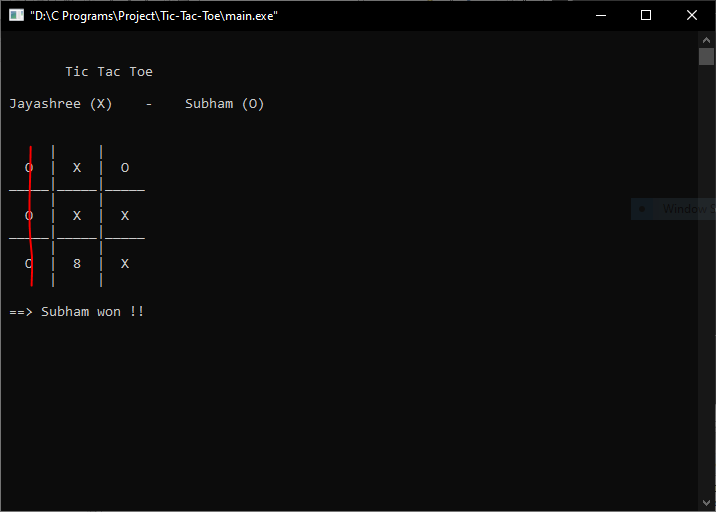 "D:\C Programs\Project\Tic-Tac-Toe\main.exe"
Tic Tac Toe
Jayashree (X)    -    Subham (O)
O | X | O
O | X | X
O | 8 | X
==> Subham won !!
Window S